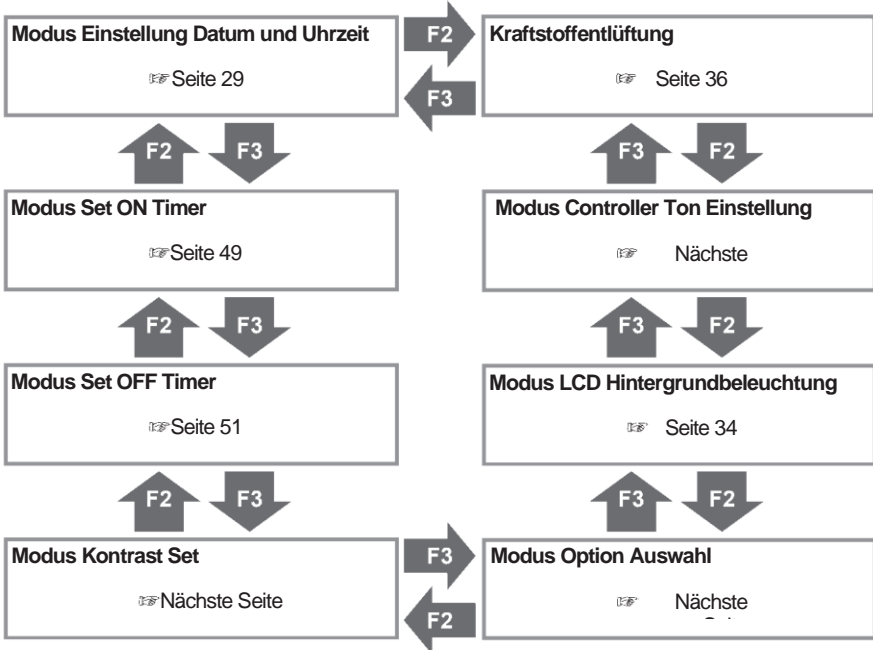 Modus Einstellung Datum und Uhrzeit
☞Seite 29
F2
F3
Kraftstoffentlüftung
☞ Seite 36
F2
F3
F3
F2
Modus Set ON Timer
☞Seite 49
Modus Controller Ton Einstellung
☞ Nächste
F2
F3
F3
F2
Modus Set OFF Timer
☞Seite 51
Modus LCD Hintergrundbeleuchtung
☞ Seite 34
F2
F3
F3
F2
Modus Kontrast Set
☞Nächste Seite
F3
F2
Modus Option Auswahl
☞ Nächste